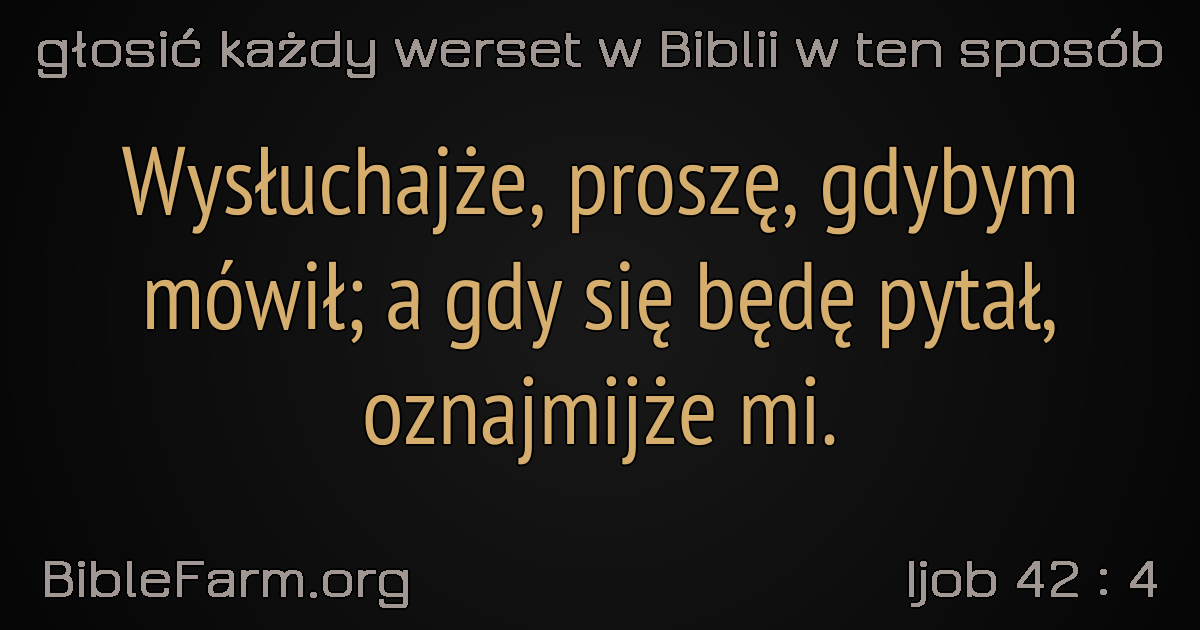 głosić każdy werset w Biblii w ten sposób
Wysłuchajże, proszę, gdybym
mówił; a gdy się będę pytał,
oznajmijże mi.
BibleFarm.org
Ijob 42 : 4